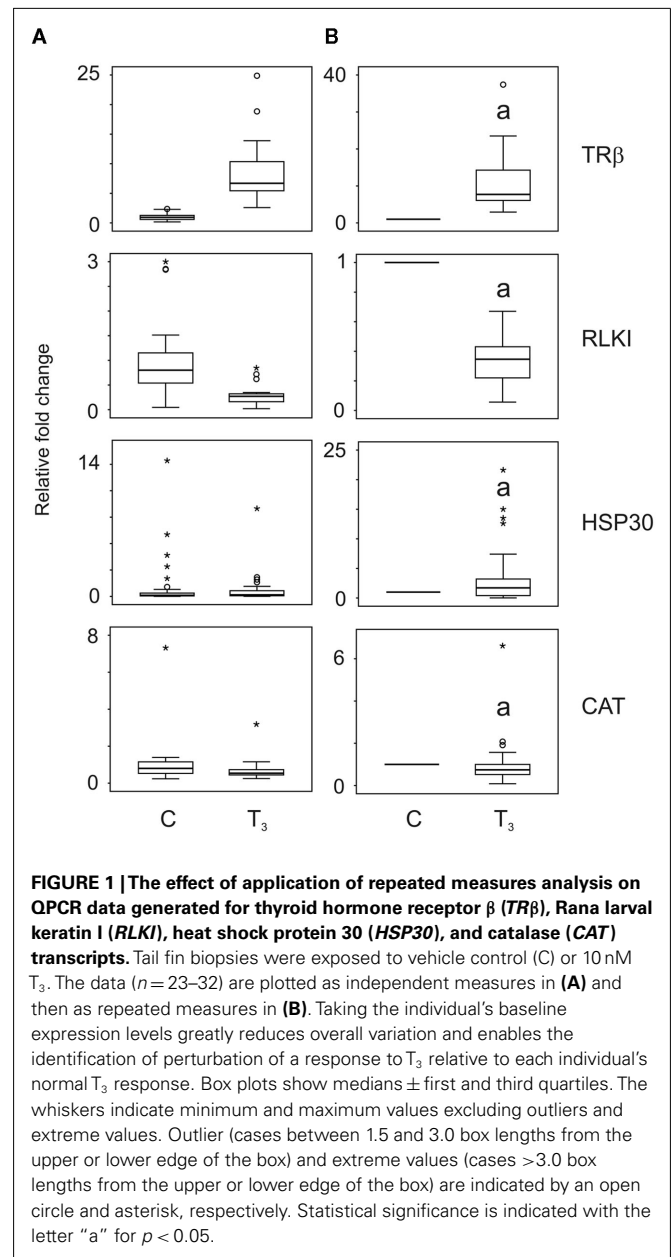 A
B
25
0
40
0
TRβ
a
3
0
1
0
RLKI
a
14
0
25
0
HSP30
a
8
0
6
0
CAT
a
Relative fold change
C
T₃
C
T₃
FIGURE 1 | The effect of application of repeated measures analysis on
QPCR data generated for thyroid hormone receptor β (TRβ), Rana larval
keratin I (RLKI), heat shock protein 30 (HSP30), and catalase (CAT)
transcripts. Tail fin biopsies were exposed to vehicle control (C) or 10 nM
T₃. The data (n = 23–32) are plotted as independent measures in (A) and
then as repeated measures in (B). Taking the individual's baseline
expression levels greatly reduces overall variation and enables the
identification of perturbation of a response to T₃ relative to each individual's
normal T₃ response. Box plots show medians ± first and third quartiles. The
whiskers indicate minimum and maximum values excluding outliers and
extreme values. Outlier (cases between 1.5 and 3.0 box lengths from the
upper or lower edge of the box) and extreme values (cases >3.0 box
lengths from the upper or lower edge of the box) are indicated by an open
circle and asterisk, respectively. Statistical significance is indicated with the
letter "a" for p < 0.05.